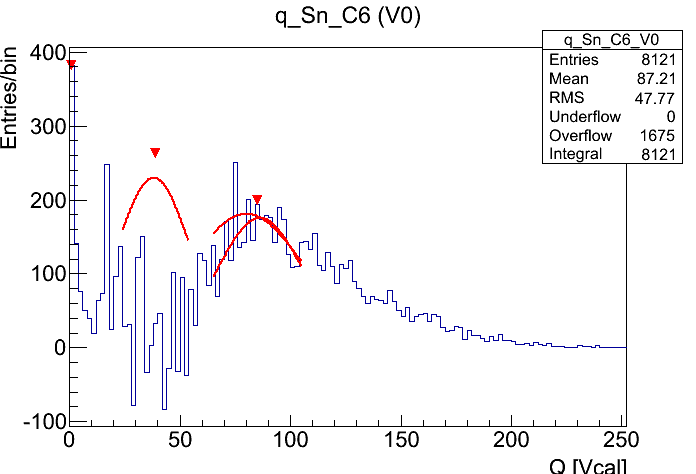 q_Sn_C6 (V0)
q_Sn_C6_V0
Entries 8121
Mean 87.21
RMS 47.77
Underflow 0
Overflow 1675
Integral 8121
Entries/bin
400
300
200
100
0
-100
0 50 100 150 200 250
Q [Vcal]